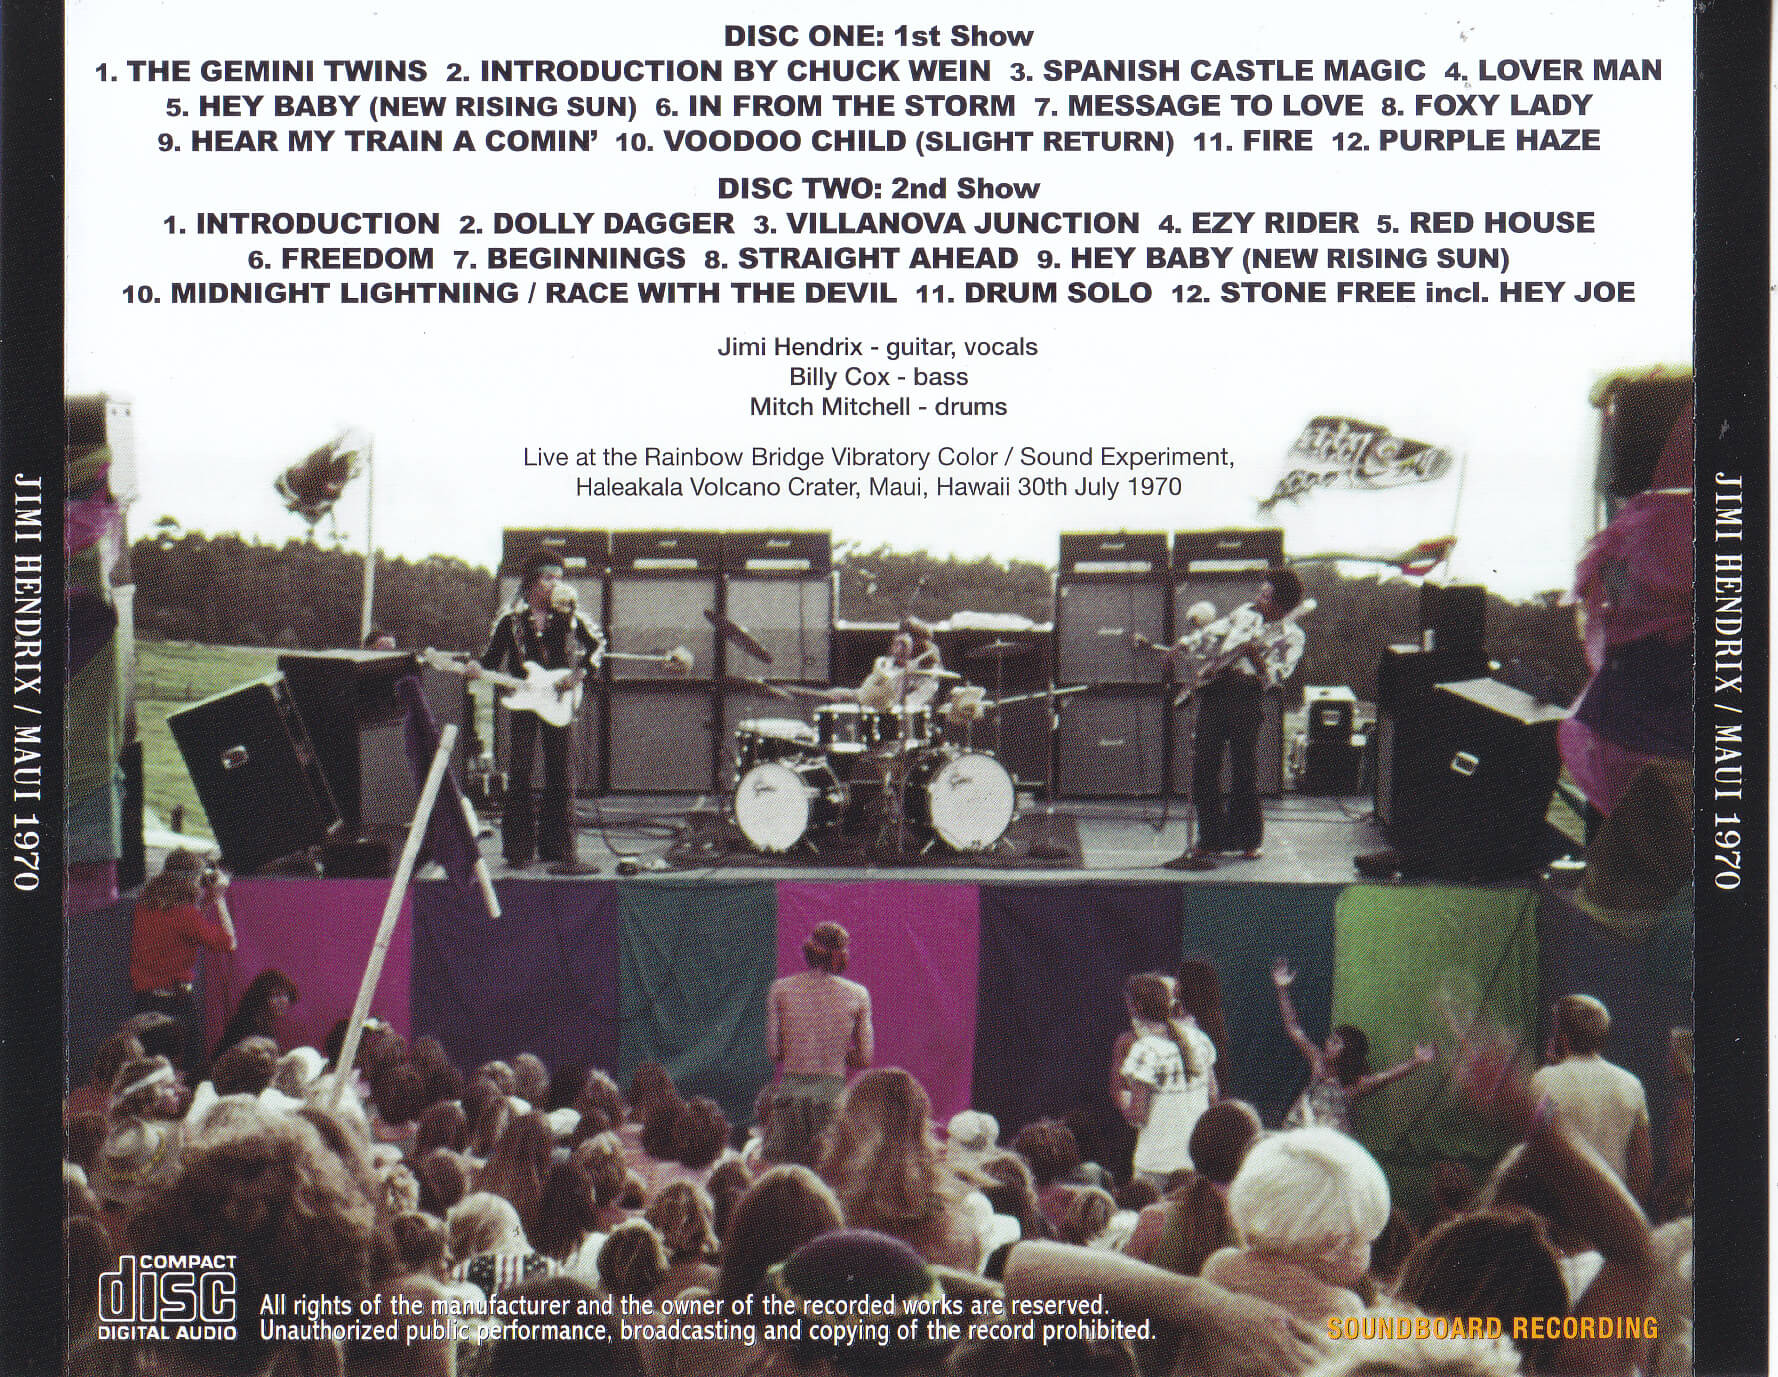 DISC ONE: 1st Show
1. THE GEMINI TWINS 2. INTRODUCTION BY CHUCK WEIN 3. SPANISH CASTLE MAGIC 4. LOVER MAN
5. HEY BABY (NEW RISING SUN) 6. IN FROM THE STORM 7. MESSAGE TO LOVE 8. FOXY LADY
9. HEAR MY TRAIN A COMIN’ 10. VOODOO CHILD (SLIGHT RETURN) 11. FIRE 12. PURPLE HAZE
DISC TWO: 2nd Show
1. INTRODUCTION 2. DOLLY DAGGER 3. VILLANOVA JUNCTION 4. EZY RIDER 5. RED HOUSE
6. FREEDOM 7. BEGINNINGS 8. STRAIGHT AHEAD 9. HEY BABY (NEW RISING SUN)
10. MIDNIGHT LIGHTNING / RACE WITH THE DEVIL 11. DRUM SOLO 12. STONE FREE incl. HEY JOE
Jimi Hendrix - guitar, vocals
Billy Cox - bass
Mitch Mitchell - drums
Live at the Rainbow Bridge Vibratory Color / Sound Experiment,
Haleakala Volcano Crater, Maui, Hawaii 30th July 1970
JIMI HENDRIX / MAUI 1970
JIMI HENDRIX / MAUI 1970
COMPACT
disc
DIGITAL AUDIO
All rights of the manufacturer and the owner of the recorded works are reserved.
Unauthorized public performance, broadcasting and copying of the record prohibited.
SOUNDBOARD RECORDING